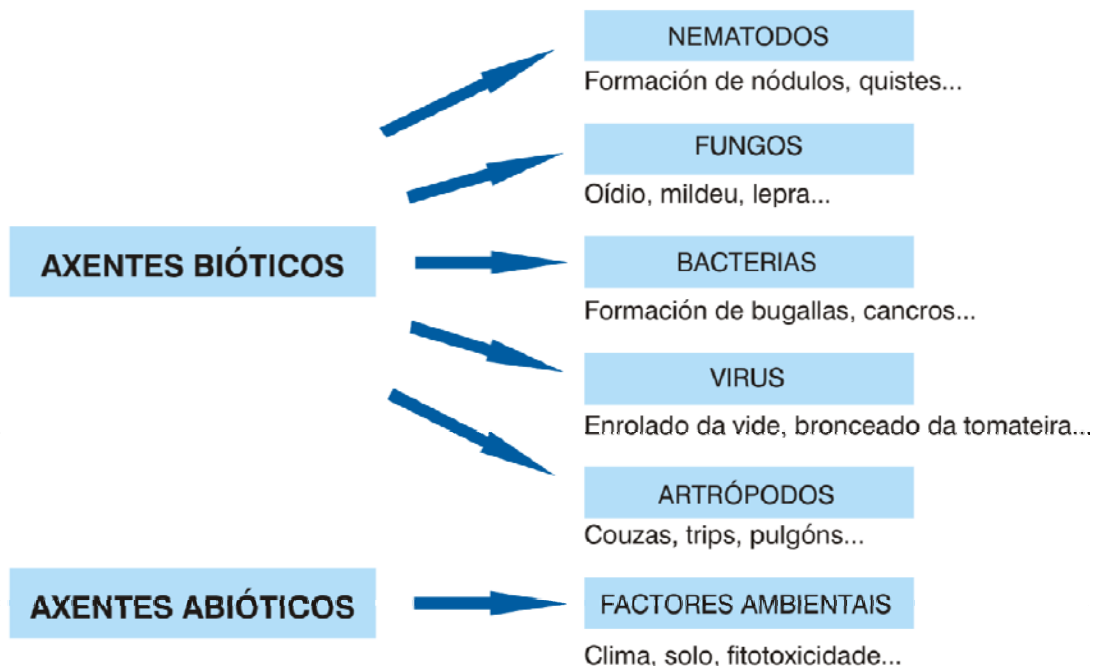 NEMATODOS
Formación de nódulos, quistes...
FUNGOS
Oídio, mildeu, lepra...
AXENTES BIÓTICOS
BACTERIAS
Formación de bugallas, cancros...
VIRUS
Enrolado da vide, bronceado da tomateira...
ARTRÓPODOS
Couzas, trips, pulgóns...
AXENTES ABIÓTICOS
FACTORES AMBIENTAIS
Clima, solo, fitotoxicidade...